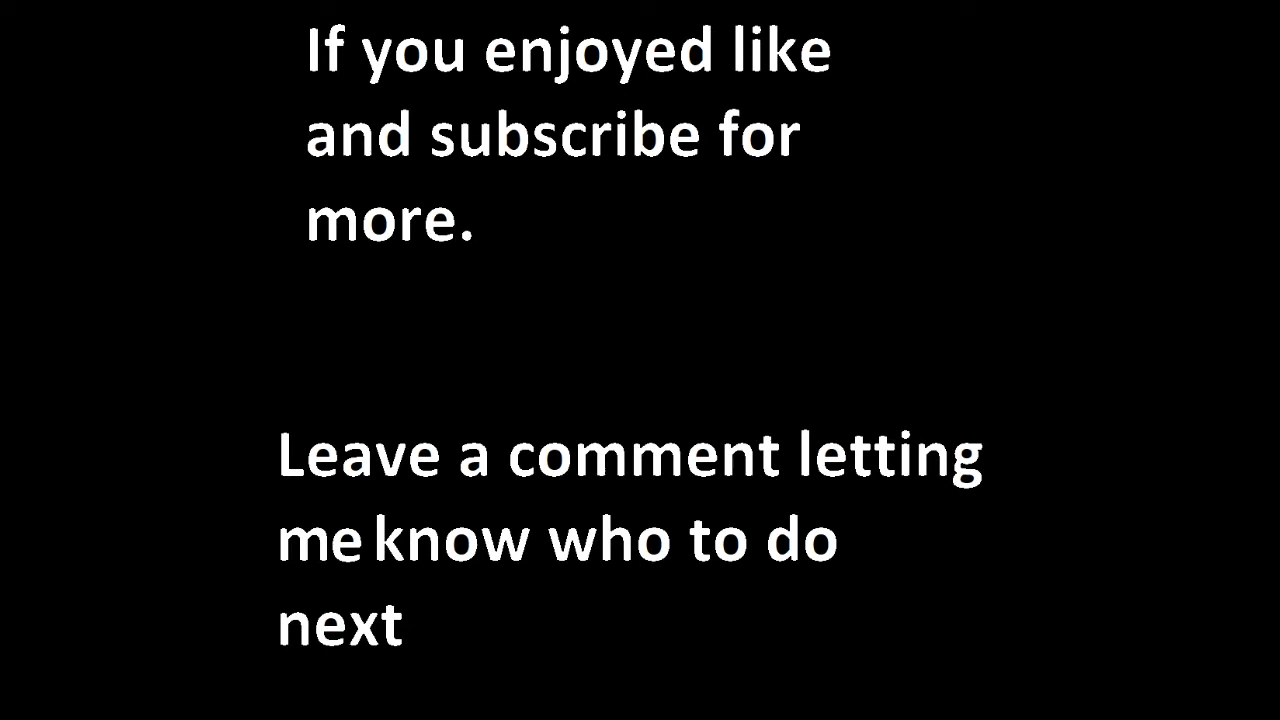 If you enjoyed like
and subscribe for
more.
Leave a comment letting
me know who to do
next